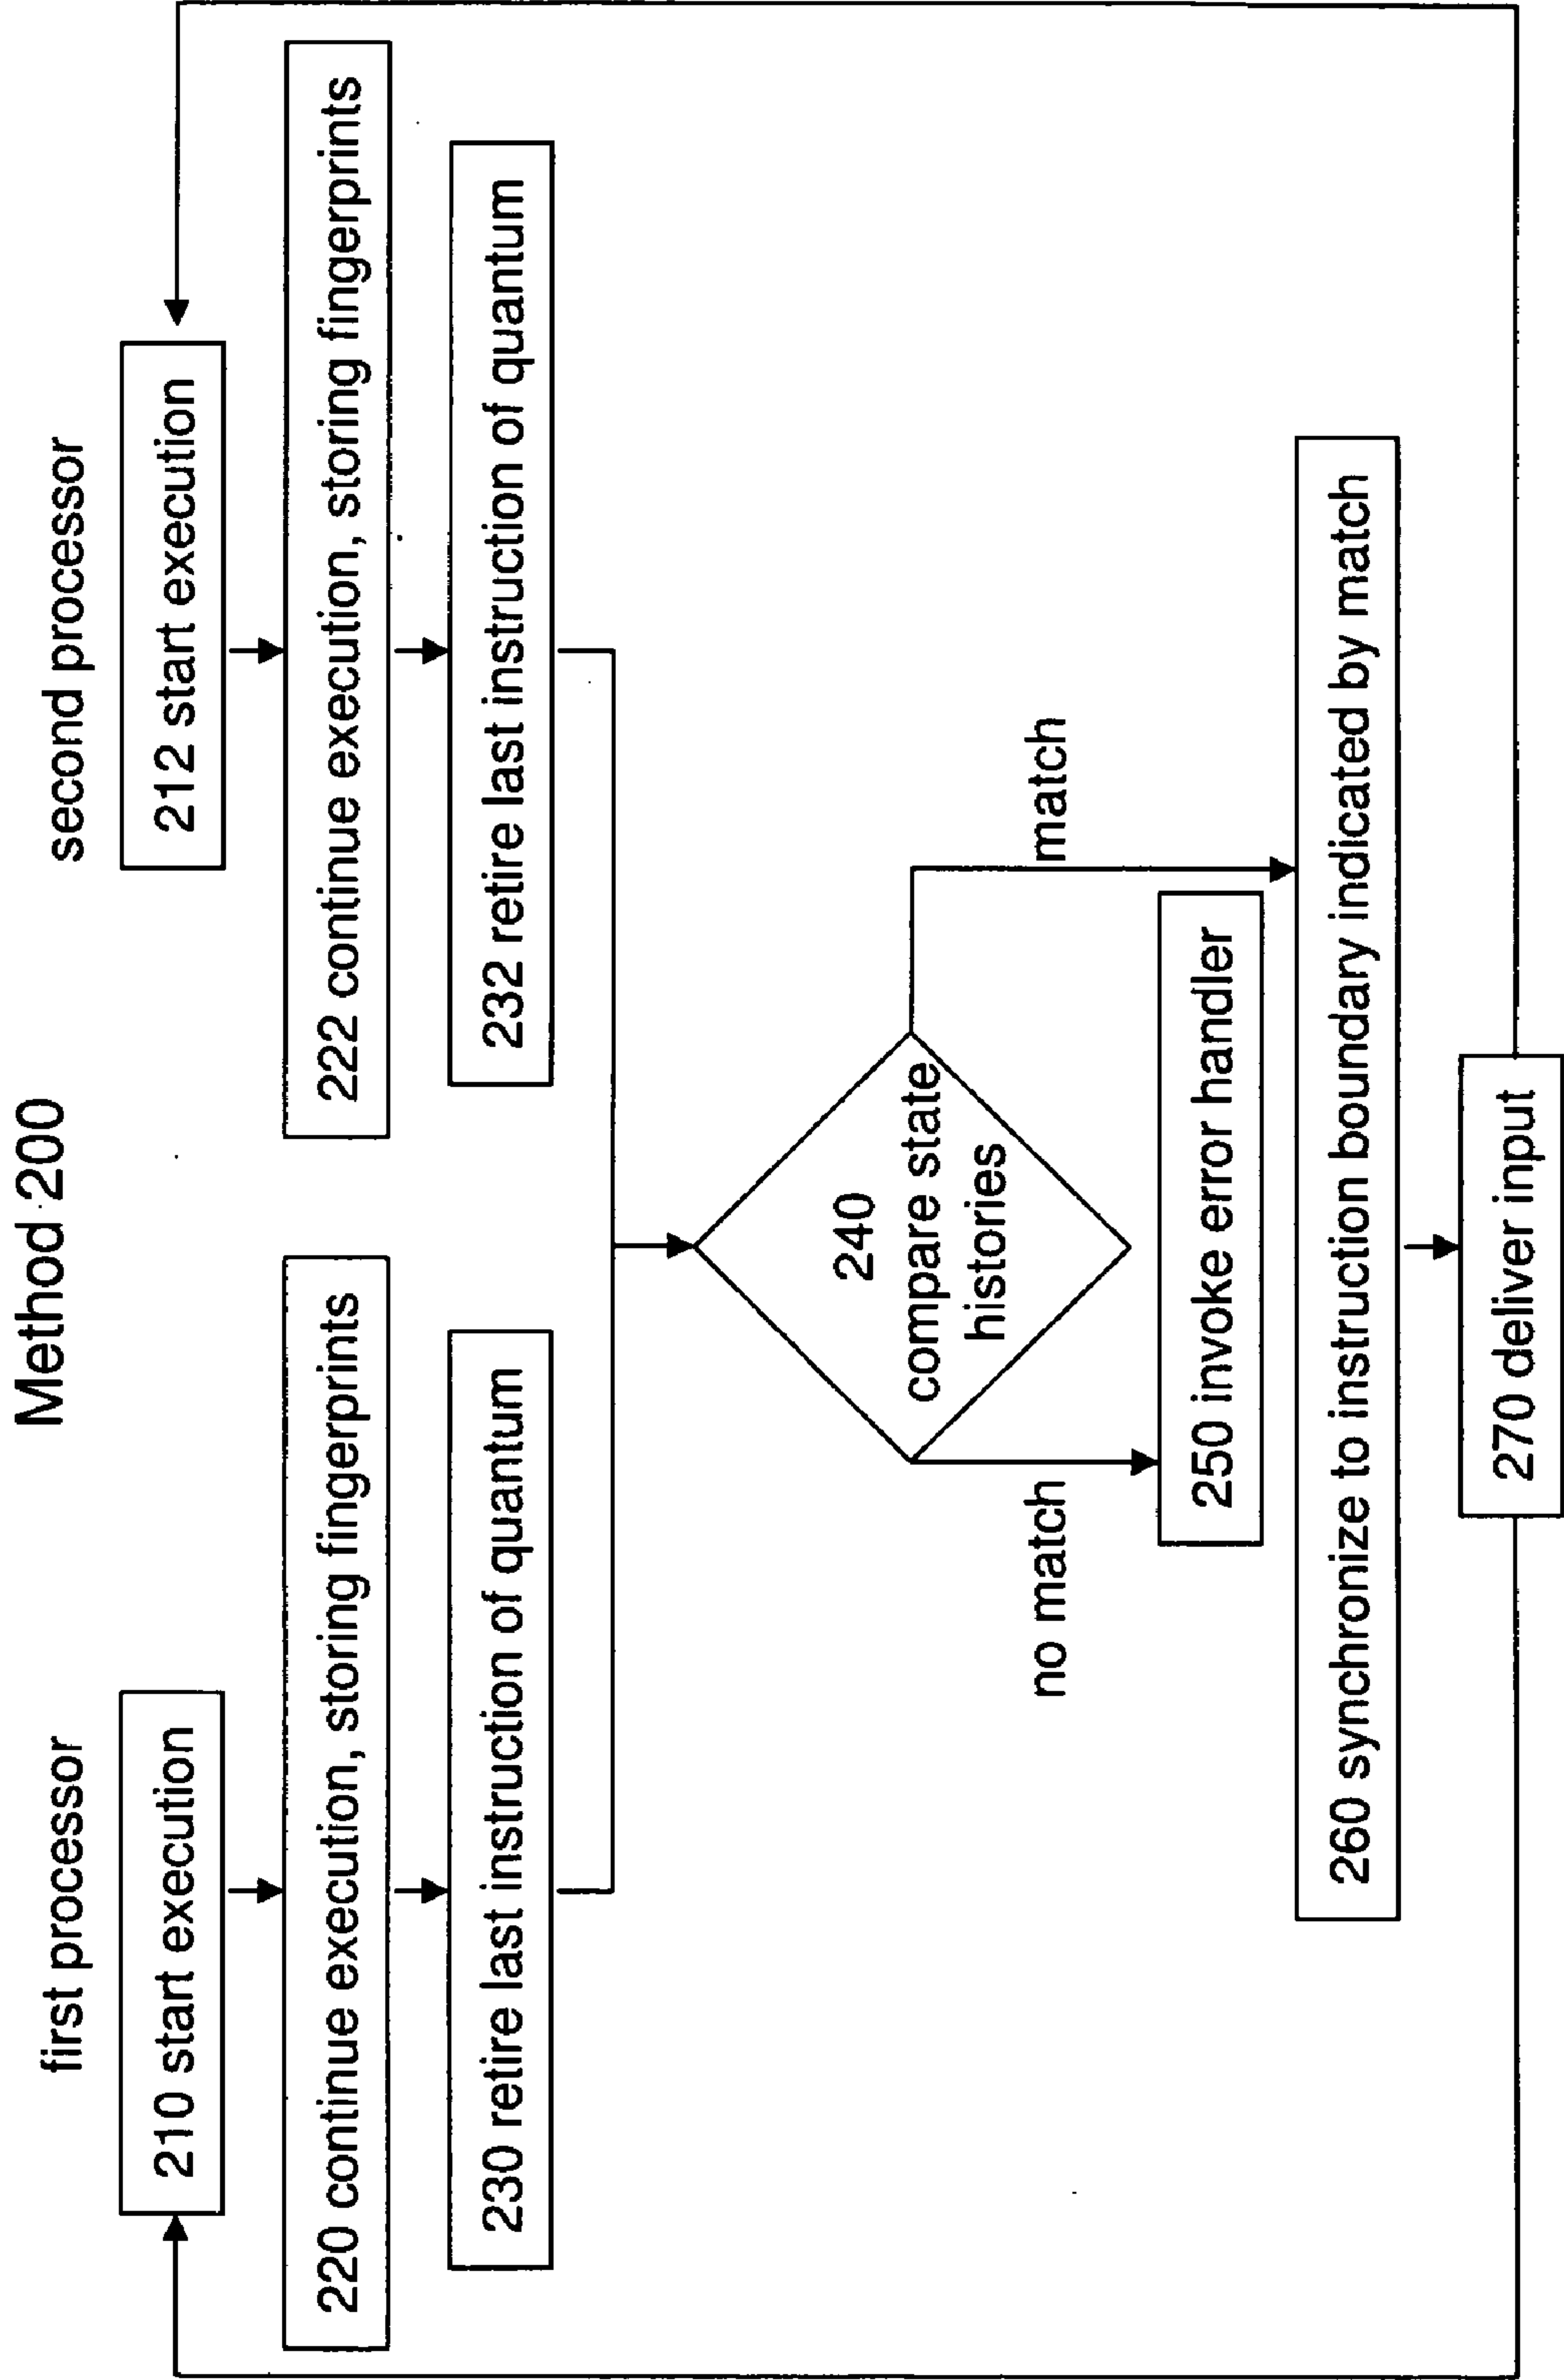 Method 200
first processor
second processor
210 start execution
212 start execution
220 continue execution, storing fingerprints
222 continue execution, storing fingerprints
230 retire last instruction of quantum
232 retire last instruction of quantum
240
compare state
histories
no match
match
250 invoke error handler
260 synchronize to instruction boundary indicated by match
270 deliver input